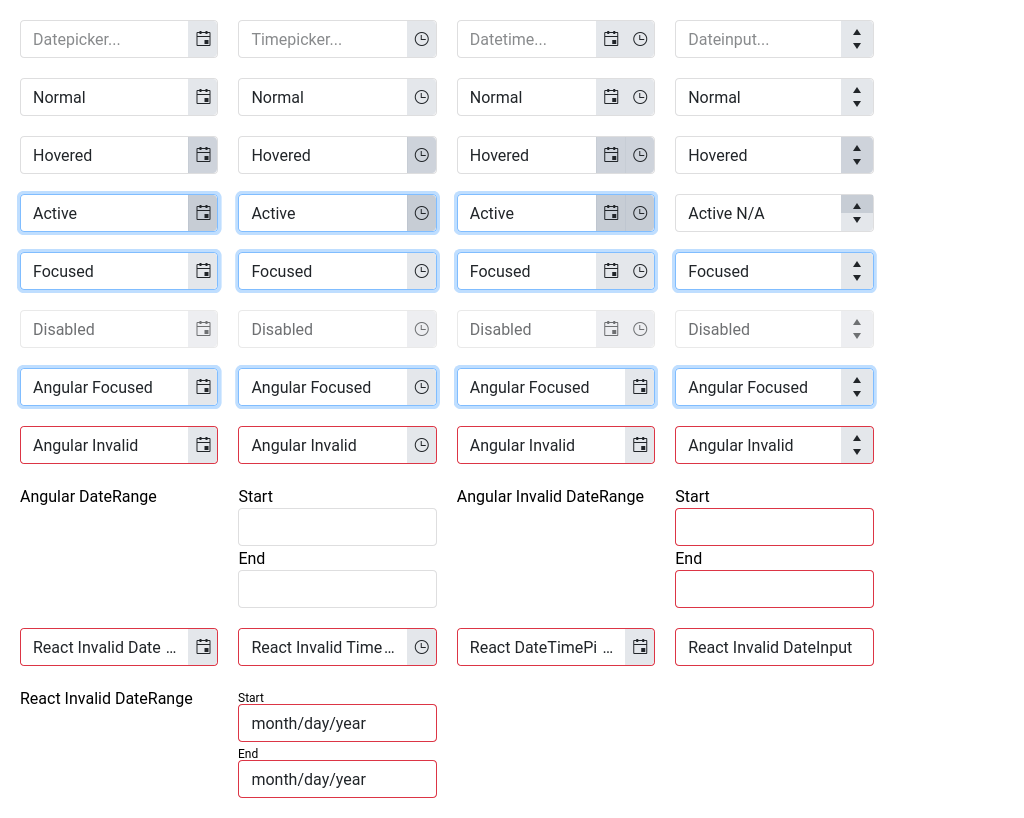 Datepicker... Timepicker... Datetime... Dateinput...
Normal Normal Normal Normal
Hovered Hovered Hovered Hovered
Active Active Active Active N/A
Focused Focused Focused Focused
Disabled Disabled Disabled Disabled
Angular Focused Angular Focused Angular Focused Angular Focused
Angular Invalid Angular Invalid Angular Invalid Angular Invalid
Angular DateRange Start Angular Invalid DateRange Start
End End
React Invalid Date ... React Invalid Time... React DateTimePi ... React Invalid DateInput
React Invalid DateRange Start
month/day/year
End
month/day/year